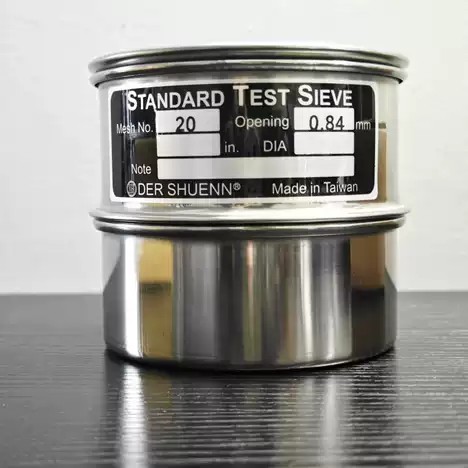 STANDARD TEST SIEVE
Mesh No. 20 Opening 0.84 mm
in. DIA
Note
DER SHUENN® Made in Taiwan